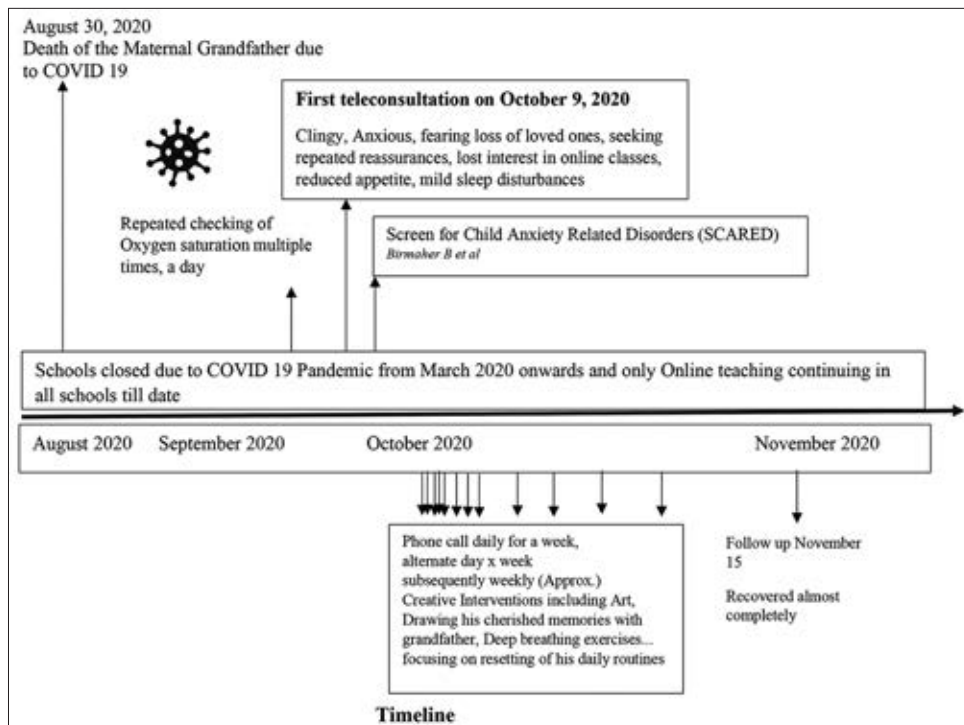 August 30, 2020
Death of the Maternal Grandfather due
to COVID 19
First teleconsultation on October 9, 2020
Clingy, Anxious, fearing loss of loved ones, seeking
repeated reassurances, lost interest in online classes,
reduced appetite, mild sleep disturbances
Repeated checking of
Oxygen saturation multiple
times, a day
Screen for Child Anxiety Related Disorders (SCARED)
Birmaher B et al
Schools closed due to COVID 19 Pandemic from March 2020 onwards and only Online teaching continuing in
all schools till date
August 2020 September 2020 October 2020 November 2020
Phone call daily for a week,
alternate day x week
subsequently weekly (Approx.)
Creative Interventions including Art,
Drawing his cherished memories with
grandfather, Deep breathing exercises...
focusing on resetting of his daily routines
Follow up November
15
Recovered almost
completely
Timeline